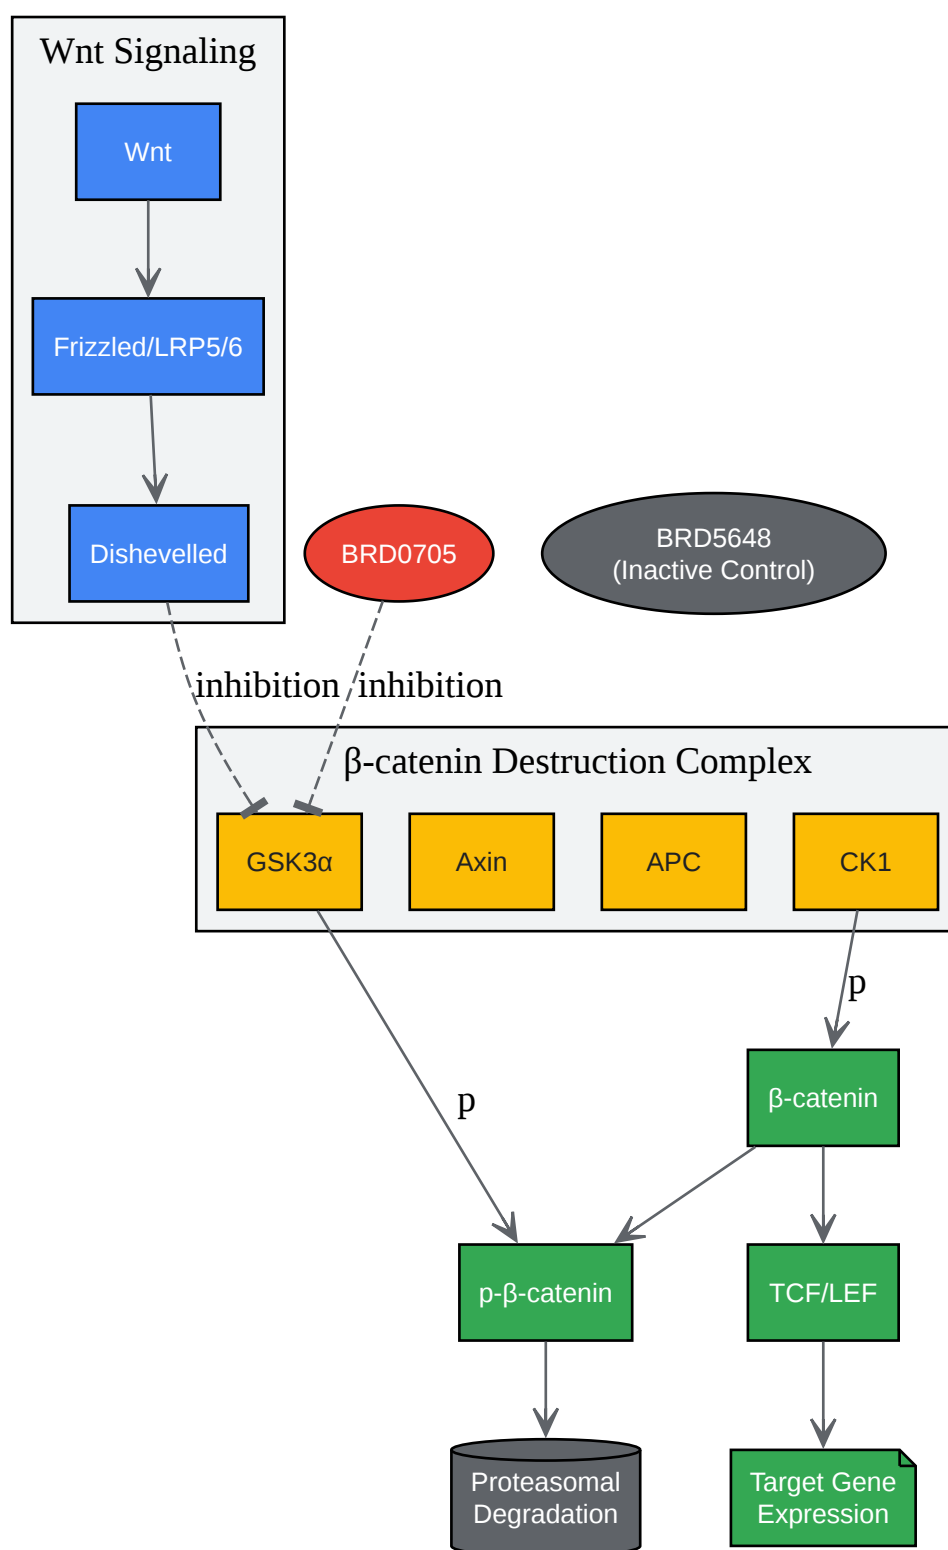 Wnt Signaling
Wnt
Frizzled/LRP5/6
Dishevelled
BRD0705
BRD5648
(Inactive Control)
inhibition
inhibition
β-catenin Destruction Complex
GSK3α
Axin
APC
CK1
p
p
β-catenin
p-β-catenin
TCF/LEF
Proteasomal
Degradation
Target Gene
Expression